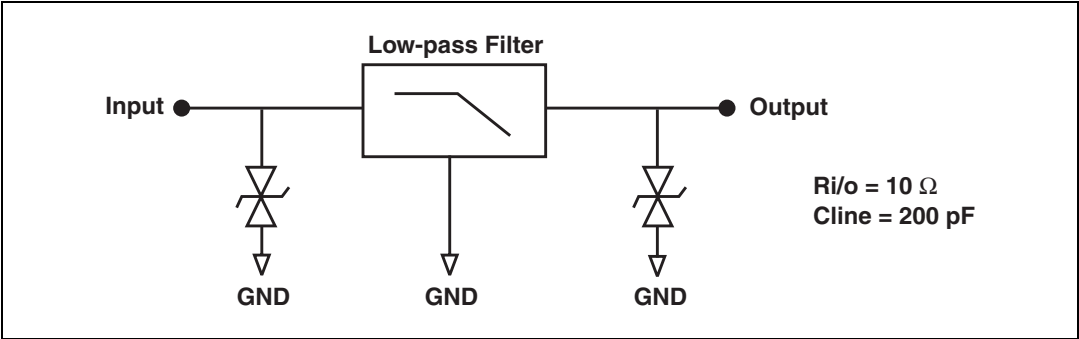 Low-pass Filter
Input
Output
Ri/o = 10 Ω
Cline = 200 pF
GND
GND
GND